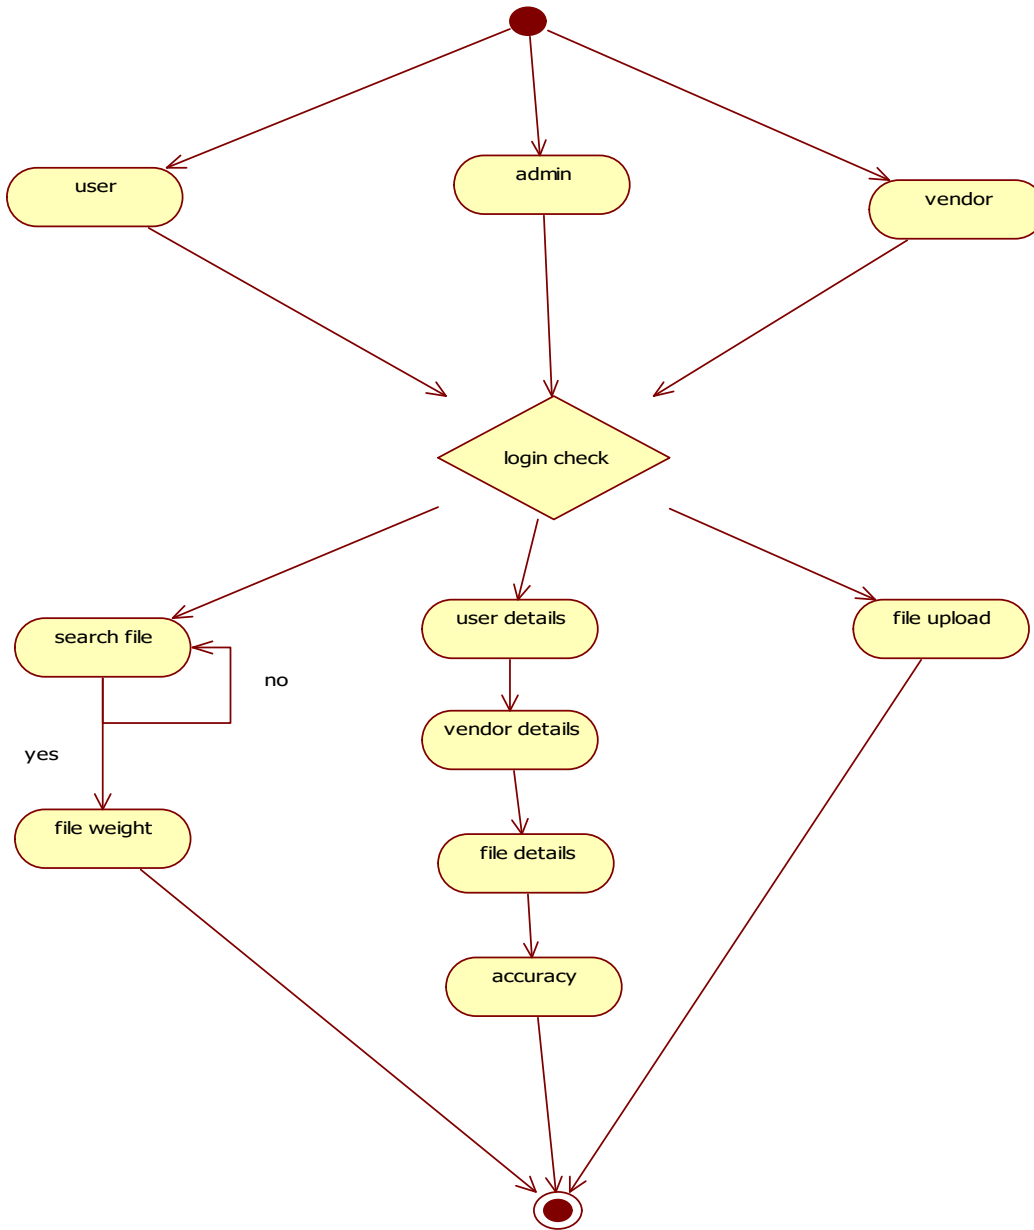 user
admin
vendor
login check
search file
user details
file upload
no
vendor details
yes
file weight
file details
accuracy